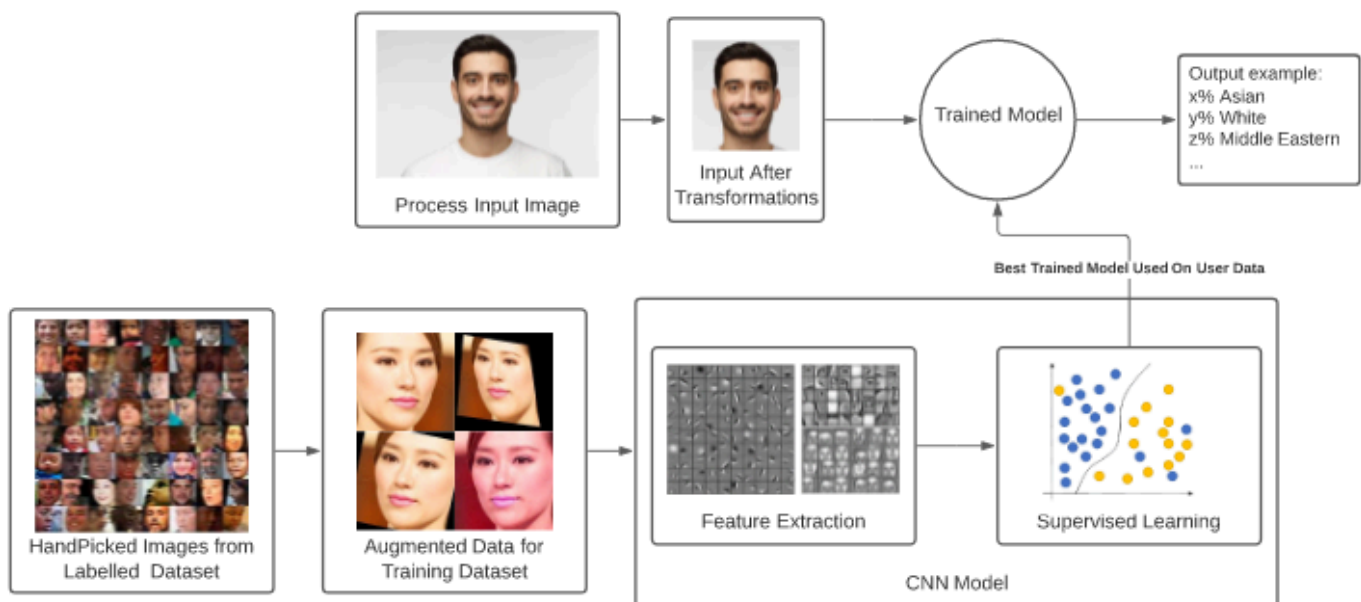 Process Input Image
Input After
Transformations
Trained Model
Output example:
x% Asian
y% White
z% Middle Eastern
...
Best Trained Model Used On User Data
HandPicked Images from
Labelled Dataset
Augmented Data for
Training Dataset
Feature Extraction
Supervised Learning
CNN Model